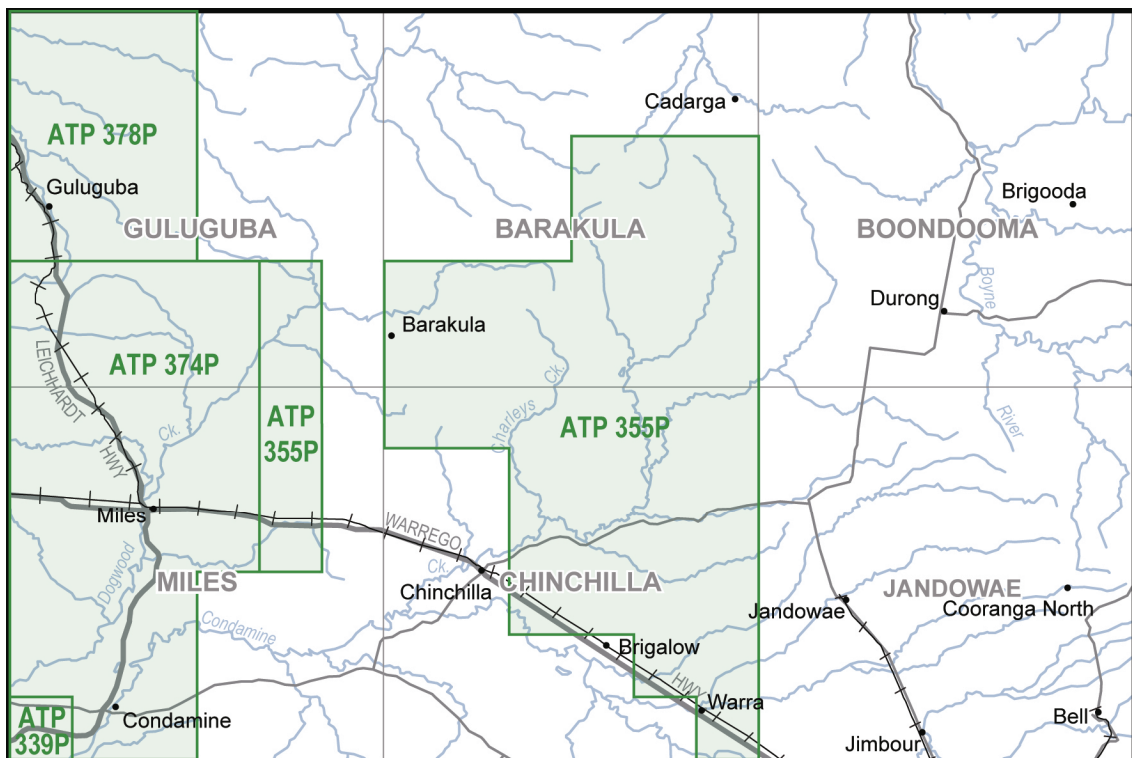 Cadarga
ATP 378P
Guluguba
Brigooda
GULUGUBA
BARAKULA
BOONDOOMA
Boyne
Durong
Barakula
LEICHHARDT
HWY
ATP 374P
Ck.
ATP
355P
Ck.
Charleys
ATP 355P
River
Miles
WARREGO
Ck.
Dogwood
MILES
Chinchilla
CHINCHILLA
JANDOWAE
Jandowae
Cooranga North
Condamine
Brigalow
HWY
Warra
ATP
339P
Condamine
Bell
Jimbour